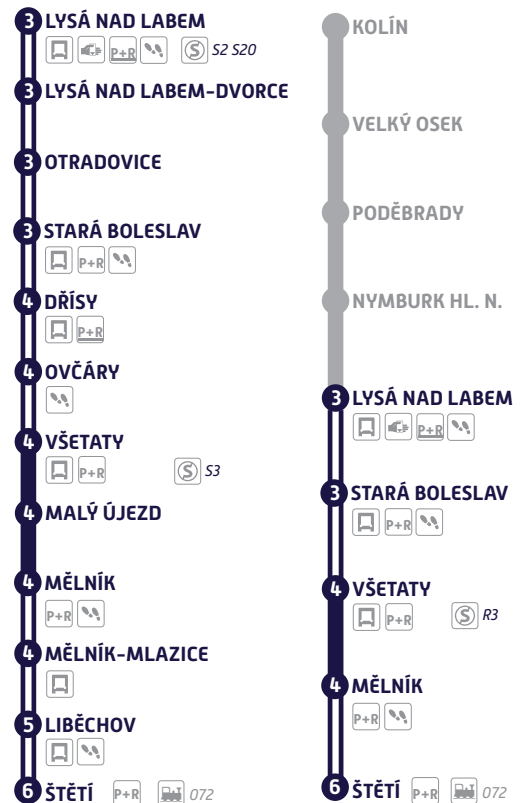 3 LYSÁ NAD LABEM
P+R S S2 S20
3 LYSÁ NAD LABEM-DVORCE
3 OTRADOVICE
3 STARÁ BOLESLAV
P+R
4 DŘÍSY
P+R
4 OVČÁRY
4 VŠETATY
P+R S S3
4 MALÝ ÚJEZD
4 MĚLNÍK
P+R
4 MĚLNÍK-MLAZICE
5 LIBĚCHOV
6 ŠTĚTÍ P+R 072
KOLÍN
VELKÝ OSEK
PODĚBRADY
NYMBURK HL. N.
3 LYSÁ NAD LABEM
P+R
3 STARÁ BOLESLAV
P+R
4 VŠETATY
P+R S R3
4 MĚLNÍK
P+R
6 ŠTĚTÍ P+R 072